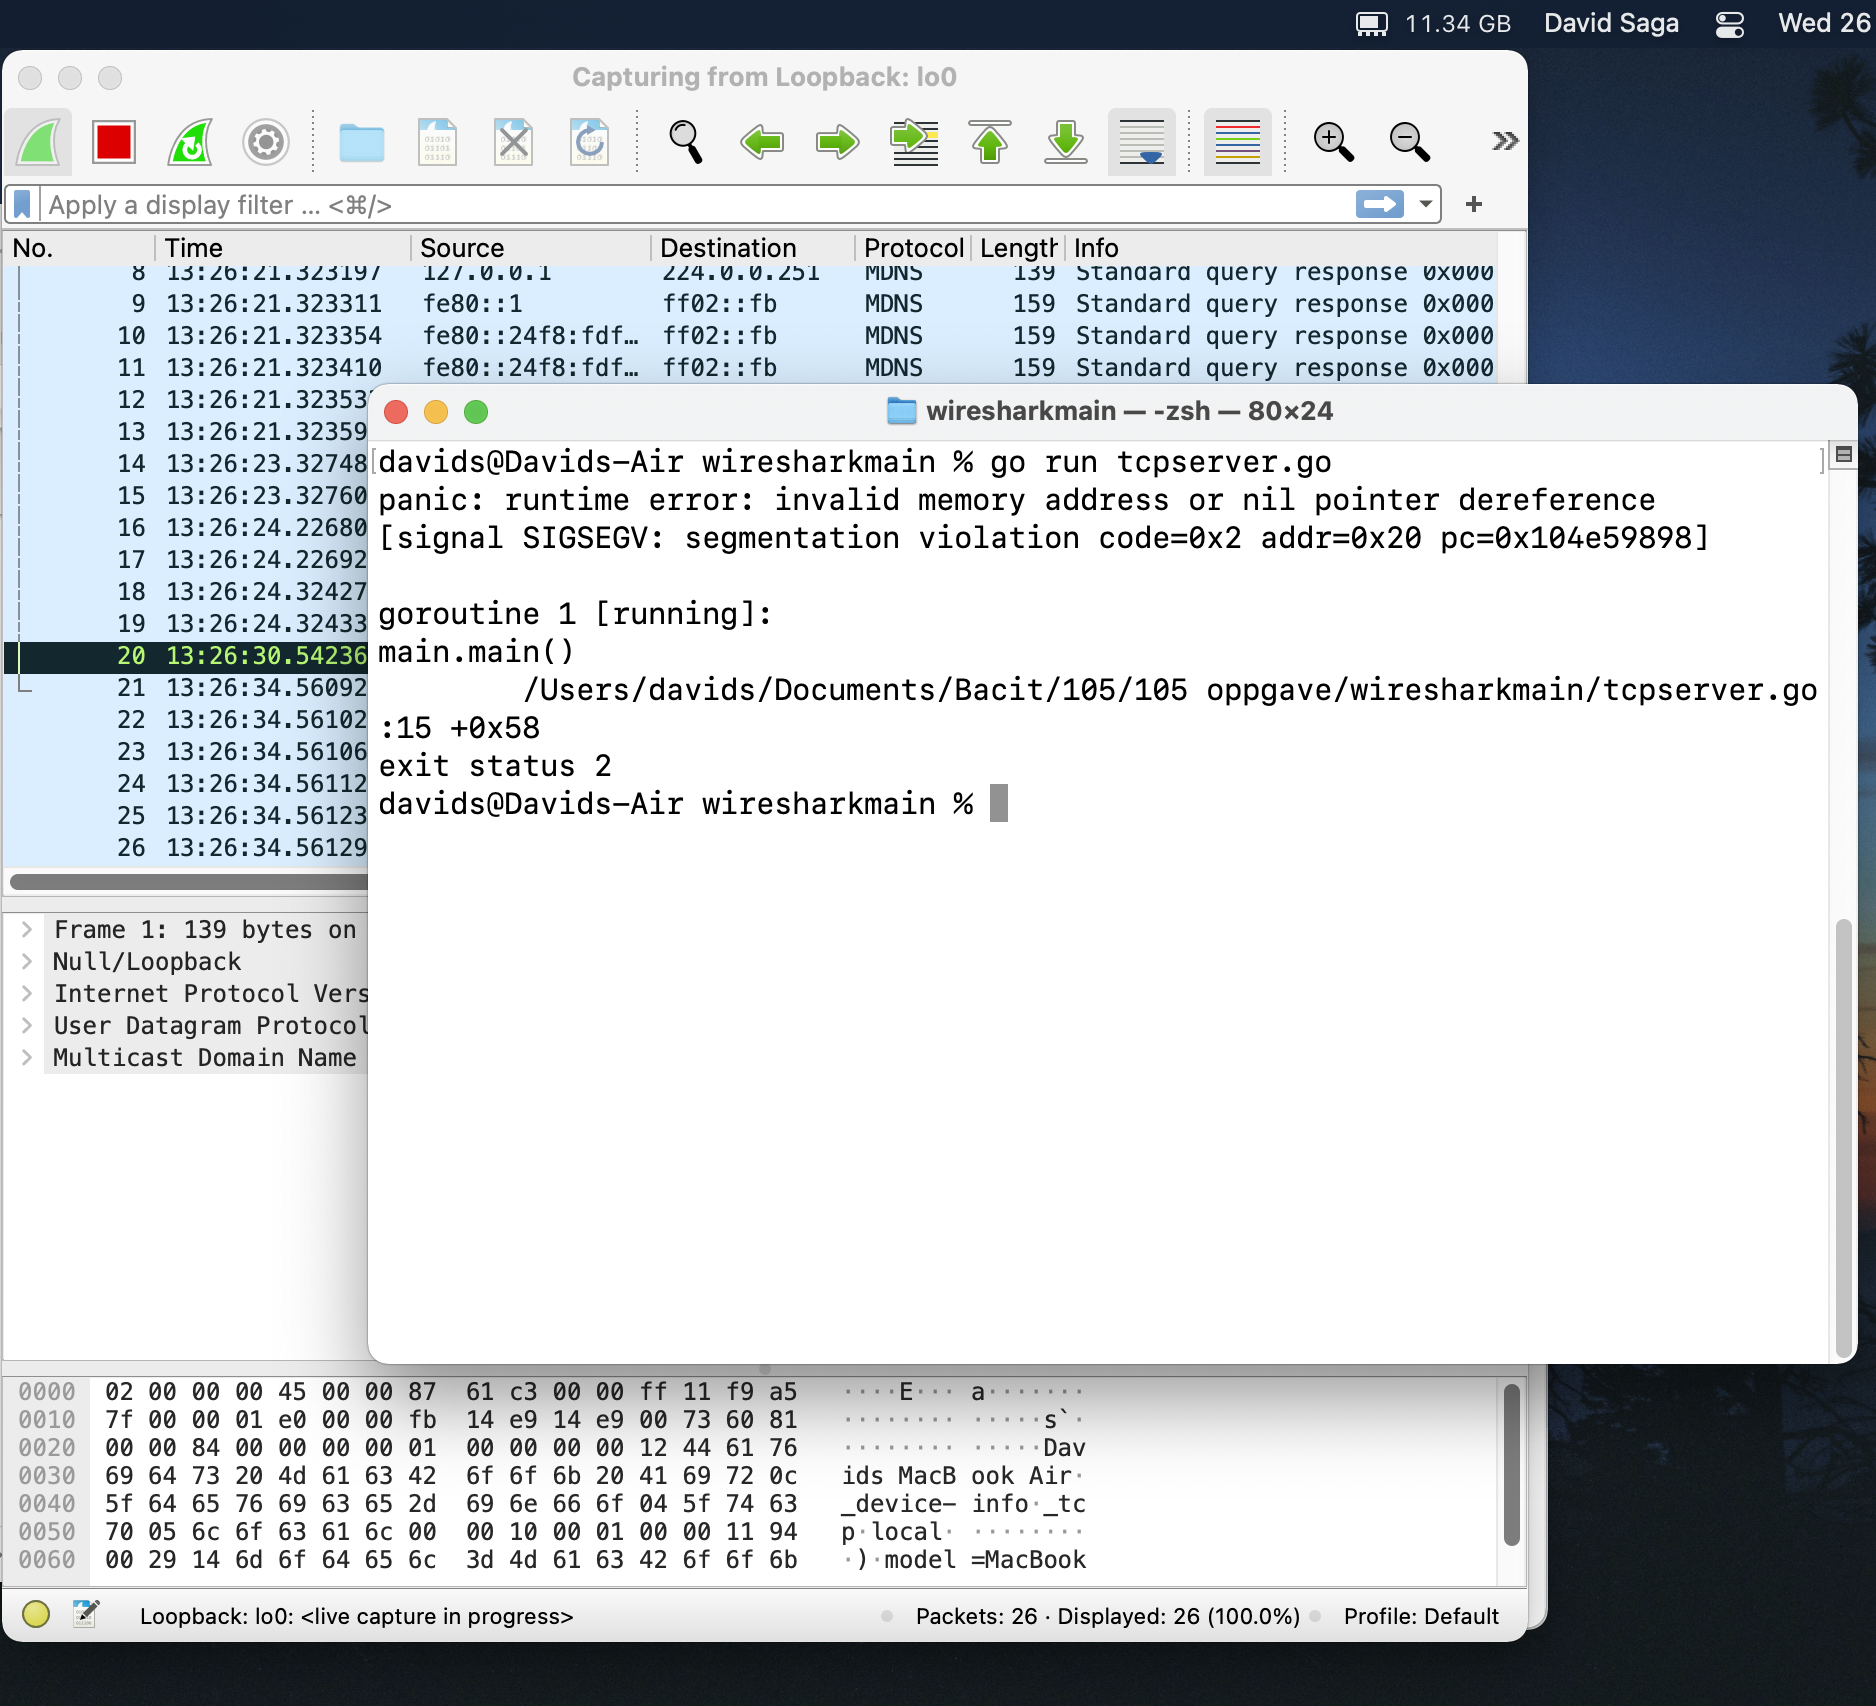 11.34 GB David Saga Wed 26
Capturing from Loopback: lo0
Apply a display filter ... <⌘/>
+
No. Time Source Destination Protocol Length Info
8 13:26:21.323197 127.0.0.1 224.0.0.251 MDNS 139 Standard query response 0x000
9 13:26:21.323311 fe80::1 ff02::fb MDNS 159 Standard query response 0x000
10 13:26:21.323354 fe80::24f8:fdf… ff02::fb MDNS 159 Standard query response 0x000
11 13:26:21.323410 fe80::24f8:fdf… ff02::fb MDNS 159 Standard query response 0x000
12 13:26:21.32353
13 13:26:21.32359
14 13:26:23.32748
15 13:26:23.32760
16 13:26:24.22680
17 13:26:24.22692
18 13:26:24.32427
19 13:26:24.32433
20 13:26:30.54236
21 13:26:34.56092
22 13:26:34.56102
23 13:26:34.56106
24 13:26:34.56112
25 13:26:34.56123
26 13:26:34.56129
wiresharkmain — -zsh — 80×24
[davids@Davids-Air wiresharkmain % go run tcpserver.go ]
panic: runtime error: invalid memory address or nil pointer dereference
[signal SIGSEGV: segmentation violation code=0x2 addr=0x20 pc=0x104e59898]
goroutine 1 [running]:
main.main()
/Users/davids/Documents/Bacit/105/105 oppgave/wiresharkmain/tcpserver.go
:15 +0x58
exit status 2
davids@Davids-Air wiresharkmain %
Frame 1: 139 bytes on
Null/Loopback
Internet Protocol Vers
User Datagram Protocol
Multicast Domain Name
0000 02 00 00 00 45 00 00 87 61 c3 00 00 ff 11 f9 a5 ····E··· a·······
0010 7f 00 00 01 e0 00 00 fb 14 e9 14 e9 00 73 60 81 ········ ·····s`·
0020 00 00 84 00 00 00 00 01 00 00 00 00 12 44 61 76 ········ ·····Dav
0030 69 64 73 20 4d 61 63 42 6f 6f 6b 20 41 69 72 0c ids MacB ook Air·
0040 5f 64 65 76 69 63 65 2d 69 6e 66 6f 04 5f 74 63 _device- info·_tc
0050 70 05 6c 6f 63 61 6c 00 00 10 00 01 00 00 11 94 p·local· ········
0060 00 29 14 6d 6f 64 65 6c 3d 4d 61 63 42 6f 6f 6b ·)·model =MacBook
Loopback: lo0: <live capture in progress> Packets: 26 · Displayed: 26 (100.0%) Profile: Default